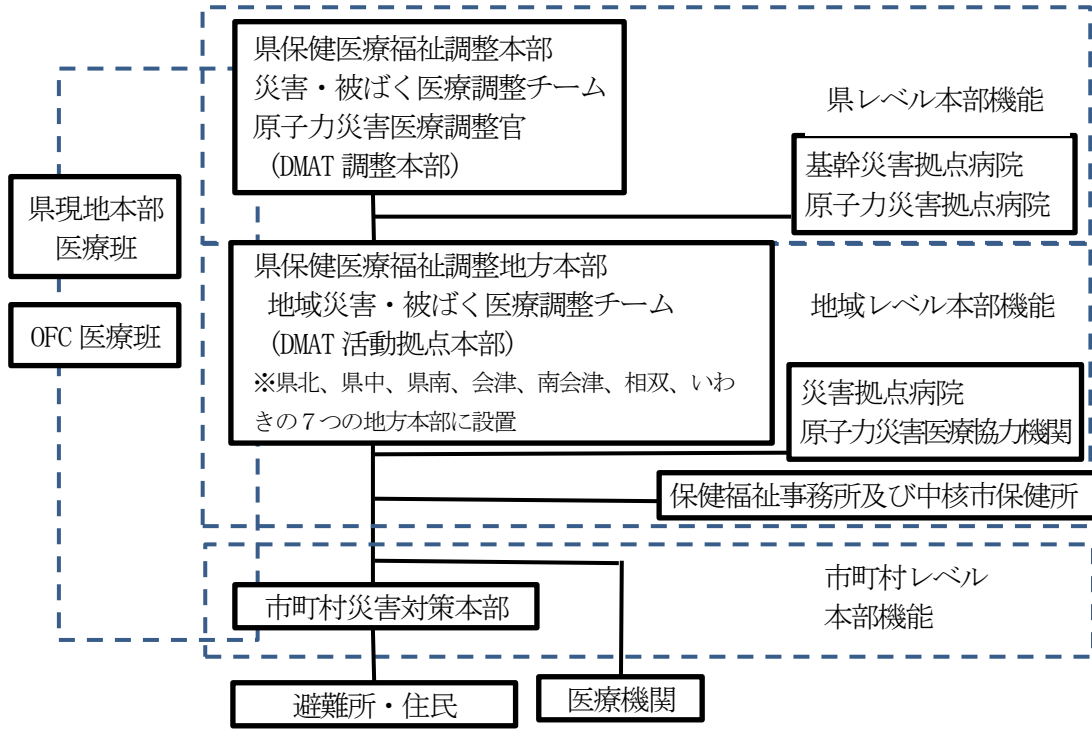 県保健医療福祉調整本部
災害・被ばく医療調整チーム
原子力災害医療調整官
(DMAT 調整本部)
県レベル本部機能
基幹災害拠点病院
原子力災害拠点病院
県現地本部
医療班
OFC 医療班
県保健医療福祉調整地方本部
地域災害・被ばく医療調整チーム
(DMAT 活動拠点本部)
※県北、県中、県南、会津、南会津、相双、いわ
きの７つの地方本部に設置
地域レベル本部機能
災害拠点病院
原子力災害医療協力機関
保健福祉事務所及び中核市保健所
市町村レベル
本部機能
市町村災害対策本部
避難所・住民
医療機関